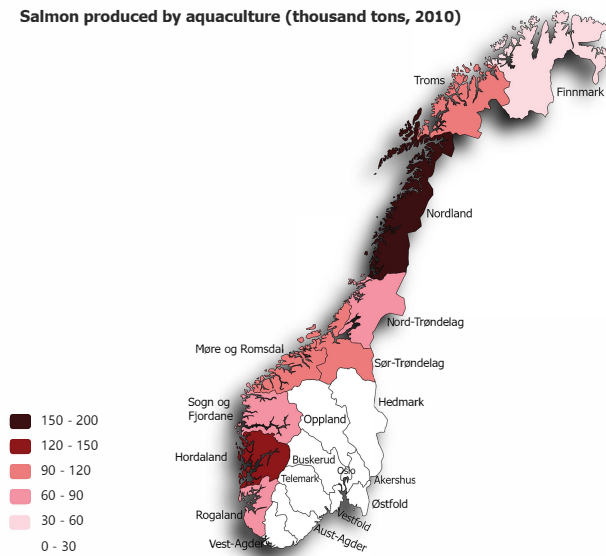 Salmon produced by aquaculture (thousand tons, 2010)
Troms
Finnmark
Nordland
Nord-Trøndelag
Møre og Romsdal
Sør-Trøndelag
Sogn og
Fjordane
Hedmark
Oppland
Hordaland
Buskerud
Oslo
Telemark
Akershus
Østfold
Rogaland
Vestfold
Aust-Agder
Vest-Agder
150 - 200
120 - 150
90 - 120
60 - 90
30 - 60
0 - 30